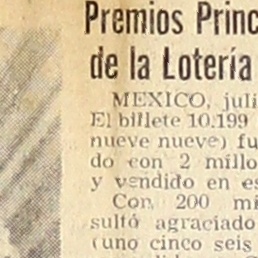 Premios Princ
de la Lotería
MEXICO, juli
El billete 10.199
nueve nueve) fu
do con 2 millo
y vendido en es
Con 200 mi
sultó agraciado
(uno cinco seis